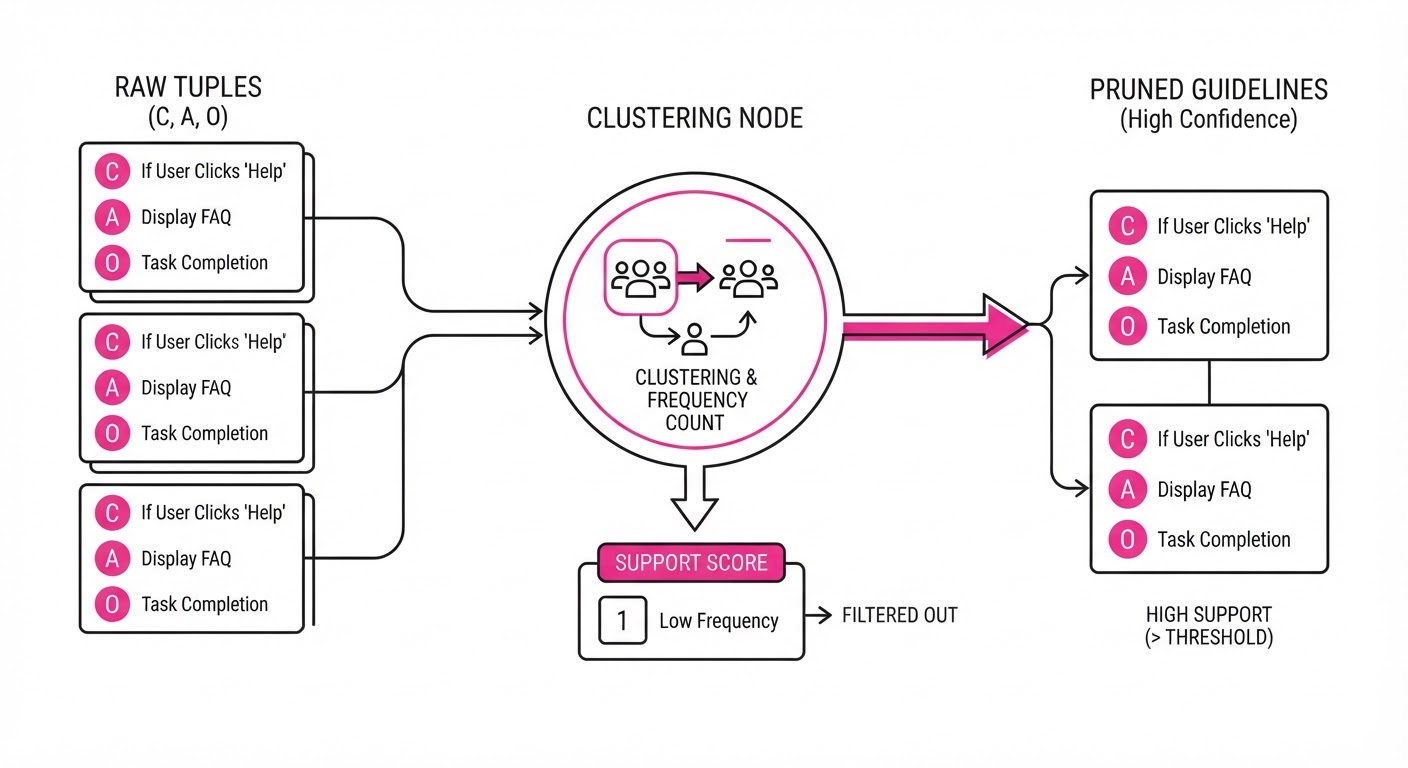 RAW TUPLES
(C, A, O)
C If User Clicks 'Help'
A Display FAQ
O Task Completion
C If User Clicks 'Help'
A Display FAQ
O Task Completion
C If User Clicks 'Help'
A Display FAQ
O Task Completion
CLUSTERING NODE
CLUSTERING &
FREQUENCY
COUNT
SUPPORT SCORE
1 Low Frequency
FILTERED OUT
PRUNED GUIDELINES
(High Confidence)
C If User Clicks 'Help'
A Display FAQ
O Task Completion
C If User Clicks 'Help'
A Display FAQ
O Task Completion
HIGH SUPPORT
(> THRESHOLD)